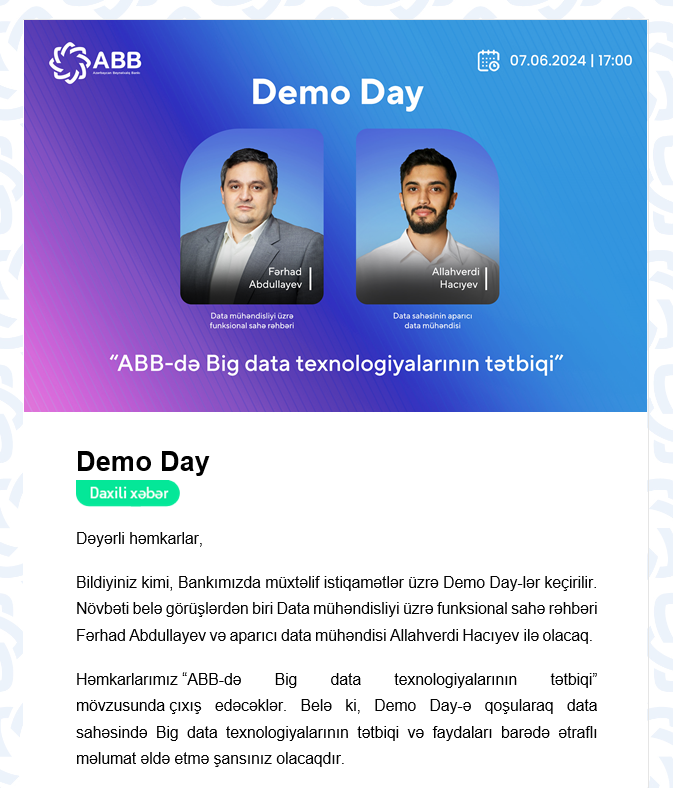 ABB
Azərbaycan Beynəlxalq Bankı
07.06.2024 | 17:00
Demo Day
Fərhad
Abdullayev
Data mühəndisliyi üzrə
funksional sahə rəhbəri
Allahverdi
Hacıyev
Data sahəsinin aparıcı
data mühəndisi
“ABB-də Big data texnologiyalarının tətbiqi”
Demo Day
Daxili xəbər
Dəyərli həmkarlar,
Bildiyiniz kimi, Bankımızda müxtəlif istiqamətlər üzrə Demo Day-lər keçirilir.
Növbəti belə görüşlərdən biri Data mühəndisliyi üzrə funksional sahə rəhbəri
Fərhad Abdullayev və aparıcı data mühəndisi Allahverdi Hacıyev ilə olacaq.
Həmkarlarımız “ABB-də Big data texnologiyalarının tətbiqi”
mövzusunda çıxış edəcəklər. Belə ki, Demo Day-ə qoşularaq data
sahəsində Big data texnologiyalarının tətbiqi və faydaları barədə ətraflı
məlumat əldə etmə şansınız olacaqdır.